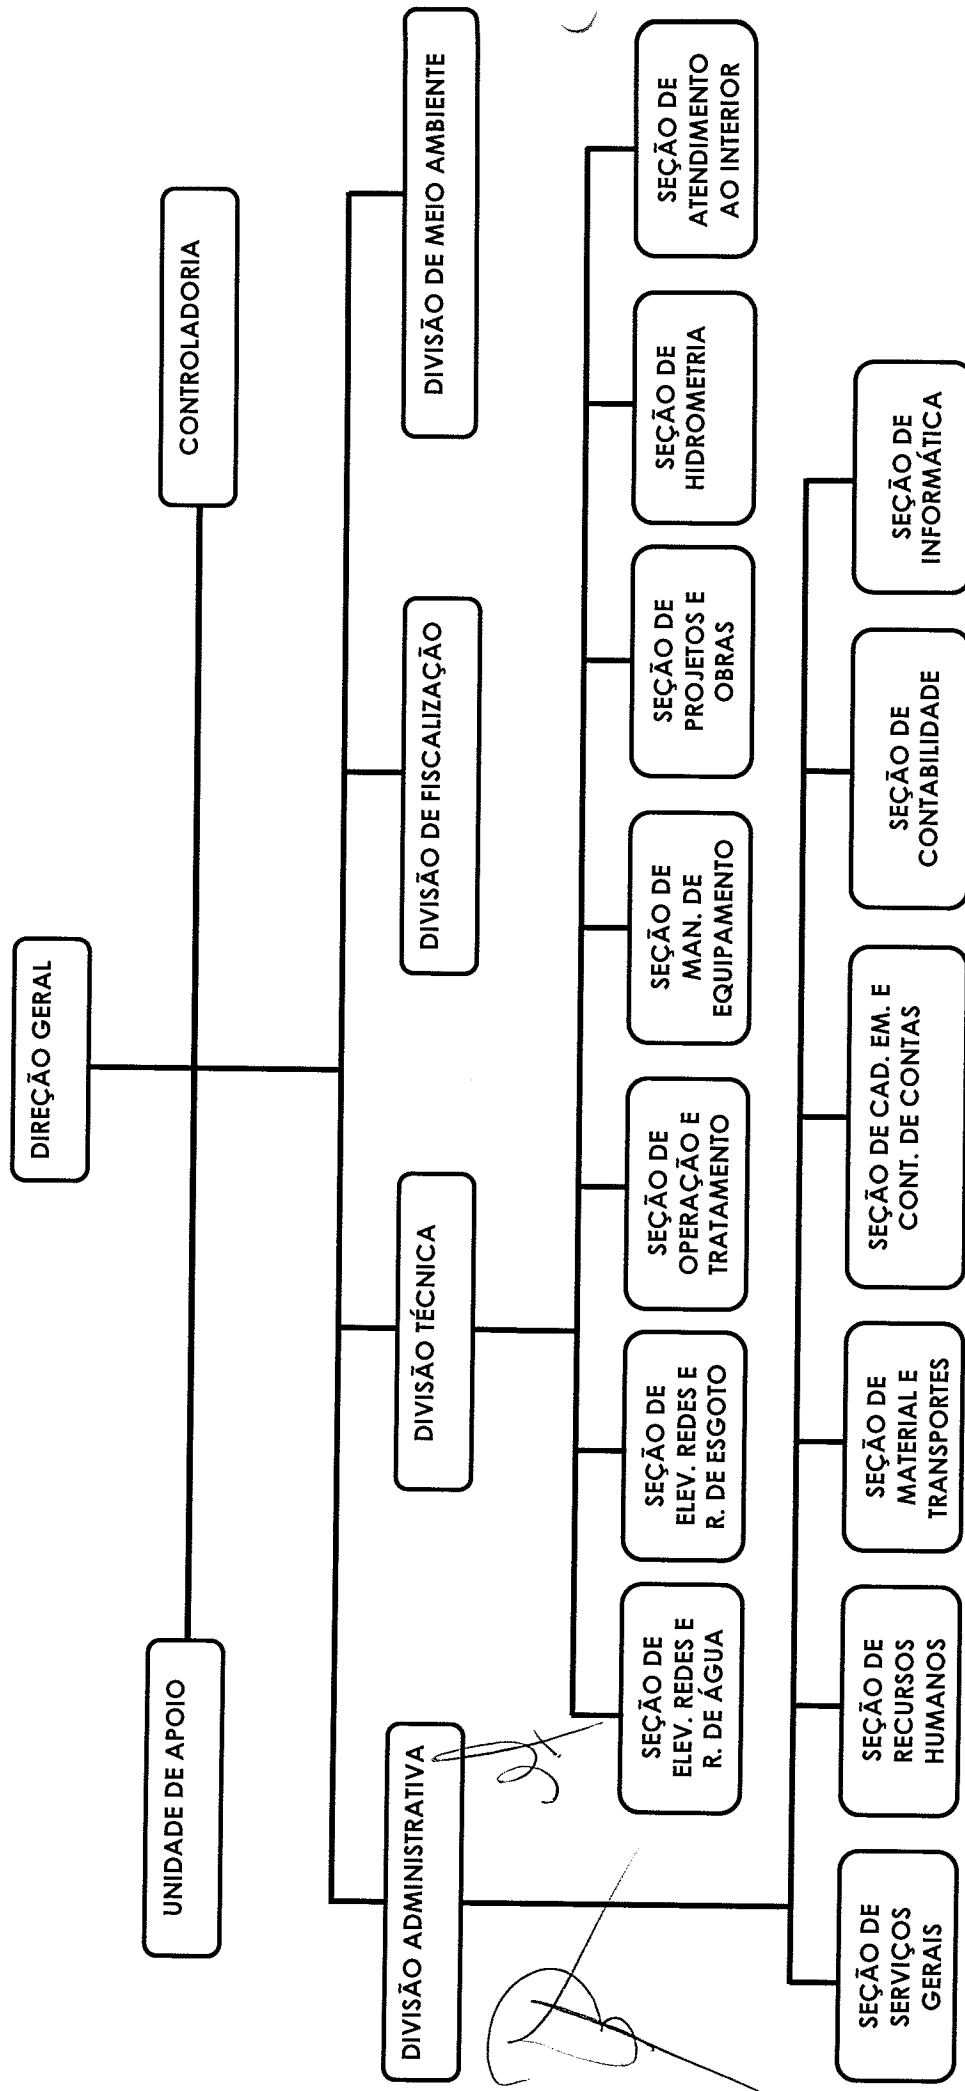 DIREÇÃO GERAL
UNIDADE DE APOIO
CONTROLADORIA
DIVISÃO ADMINISTRATIVA
DIVISÃO TÉCNICA
DIVISÃO DE FISCALIZAÇÃO
DIVISÃO DE MEIO AMBIENTE
SEÇÃO DE
ELEV. REDES E
R. DE ÁGUA
SEÇÃO DE
ELEV. REDES E
R. DE ESGOTO
SEÇÃO DE
OPERAÇÃO E
TRATAMENTO
SEÇÃO DE
MAN. DE
EQUIPAMENTO
SEÇÃO DE
PROJETOS E
OBRAS
SEÇÃO DE
HIDROMETRIA
SEÇÃO DE
ATENDIMENTO
AO INTERIOR
SEÇÃO DE
SERVIÇOS
GERAIS
SEÇÃO DE
RECURSOS
HUMANOS
SEÇÃO DE
MATERIAL E
TRANSPORTES
SEÇÃO DE CAD. EM. E
CONT. DE CONTAS
SEÇÃO DE
CONTABILIDADE
SEÇÃO DE
INFORMÁTICA